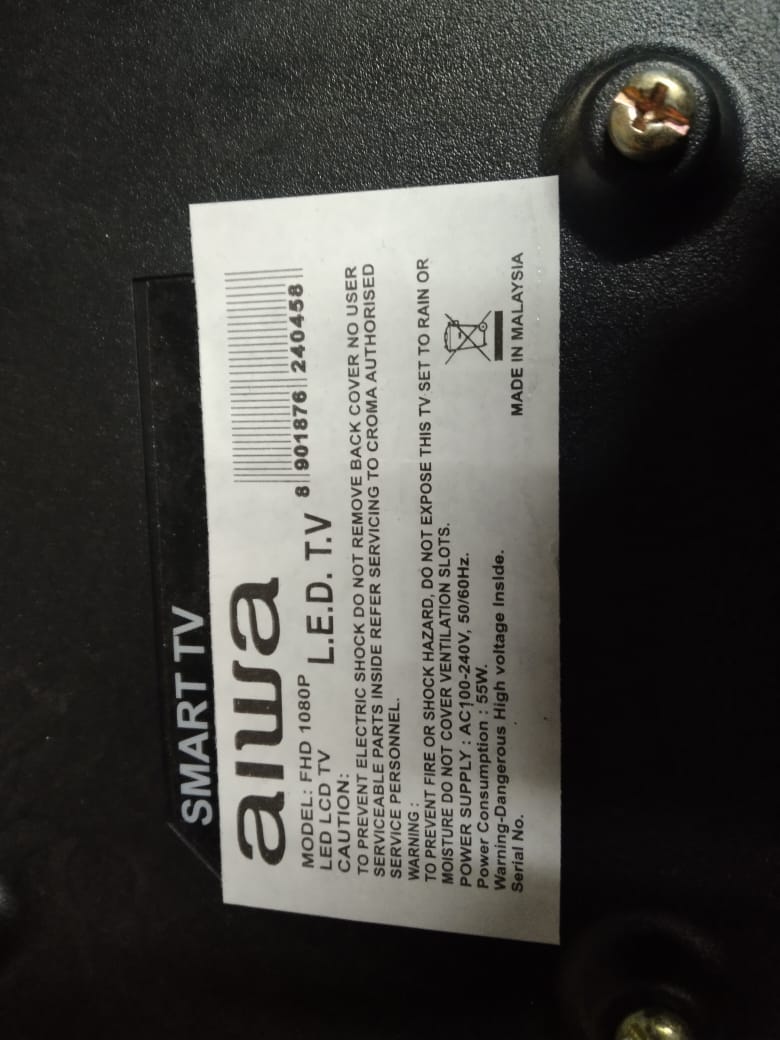 SMART TV
aiwa
8 901876 240458
MODEL: FHD 1080P
LED LCD TV
L.E.D. T.V
CAUTION:
TO PREVENT ELECTRIC SHOCK DO NOT REMOVE BACK COVER NO USER
SERVICEABLE PARTS INSIDE REFER SERVICING TO CROMA AUTHORISED
SERVICE PERSONNEL.
WARNING :
TO PREVENT FIRE OR SHOCK HAZARD, DO NOT EXPOSE THIS TV SET TO RAIN OR
MOISTURE DO NOT COVER VENTILATION SLOTS.
POWER SUPPLY : AC100-240V, 50/60Hz.
Power Consumption : 55W.
Warning-Dangerous High voltage Inside.
Serial No.
MADE IN MALAYSIA